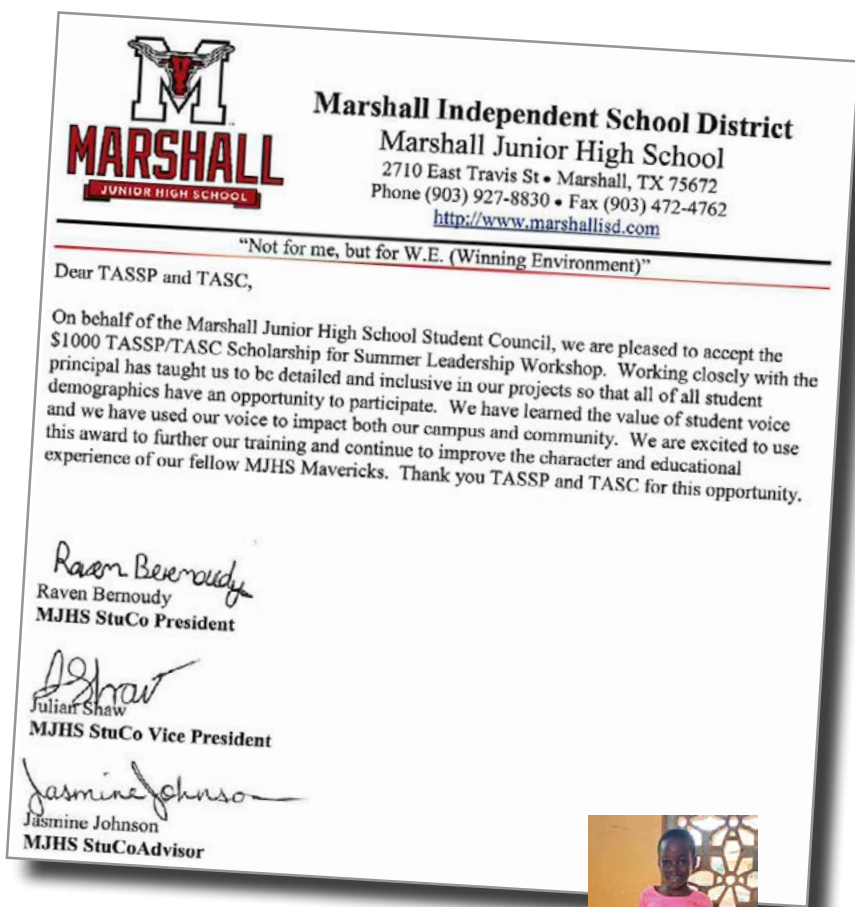 M
MARSHALL
JUNIOR HIGH SCHOOL
Marshall Independent School District
Marshall Junior High School
2710 East Travis St • Marshall, TX 75672
Phone (903) 927-8830 • Fax (903) 472-4762
http://www.marshallisd.com
“Not for me, but for W.E. (Winning Environment)”
Dear TASSP and TASC,
On behalf of the Marshall Junior High School Student Council, we are pleased to accept the
$1000 TASSP/TASC Scholarship for Summer Leadership Workshop.  Working closely with the
principal has taught us to be detailed and inclusive in our projects so that all of all student
demographics have an opportunity to participate.  We have learned the value of student voice
and we have used our voice to impact both our campus and community.  We are excited to use
this award to further our training and continue to improve the character and educational
experience of our fellow MJHS Mavericks.  Thank you TASSP and TASC for this opportunity.
Raven Bernoudy
Raven Bernoudy
MJHS StuCo President
JShaw
Julian Shaw
MJHS StuCo Vice President
Jasmine Johnson
Jasmine Johnson
MJHS StuCoAdvisor